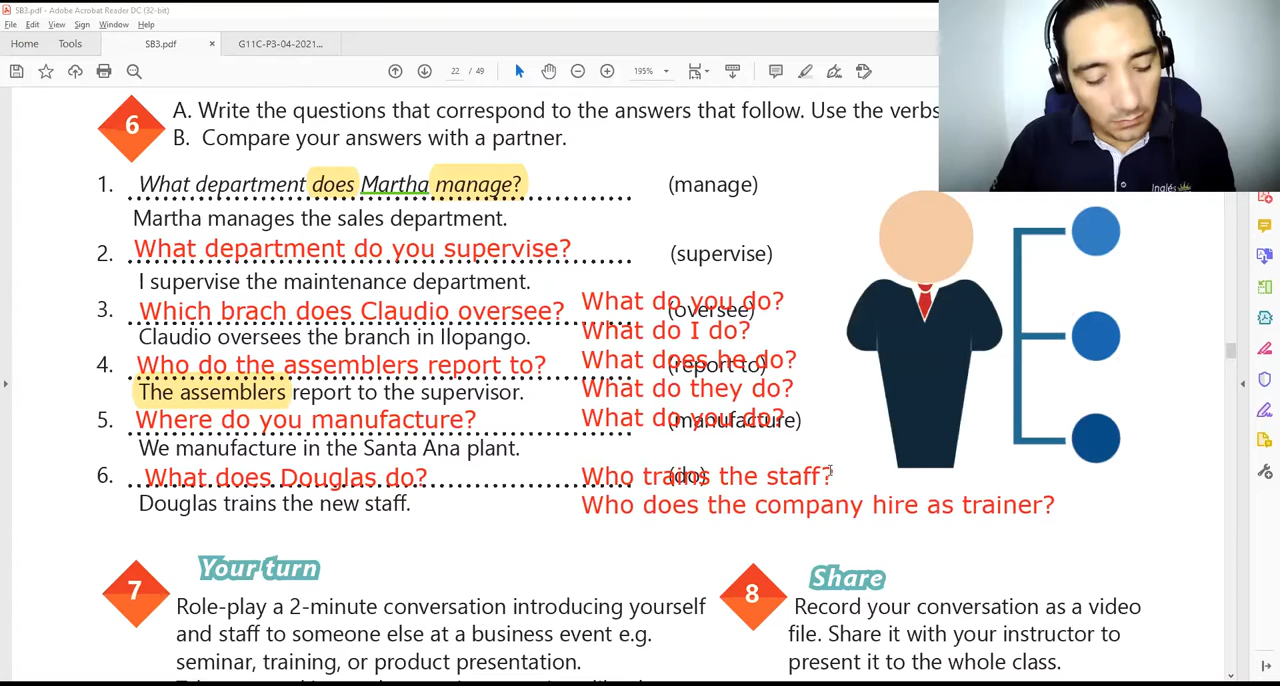 SB3.pdf - Adobe Acrobat Reader DC (32-bit)
File Edit View Sign Window Help
Home Tools SB3.pdf × G11C-P3-04-2021...
22 / 49 195%
6
A. Write the questions that correspond to the answers that follow. Use the verbs
B. Compare your answers with a partner.
1. What department does Martha manage? (manage)
Martha manages the sales department.
2. What department do you supervise? (supervise)
I supervise the maintenance department.
3. Which brach does Claudio oversee? (oversee)
Claudio oversees the branch in Ilopango.
4. Who do the assemblers report to? (report to)
The assemblers report to the supervisor.
5. Where do you manufacture? (manufacture)
We manufacture in the Santa Ana plant.
6. What does Douglas do? (do)
Douglas trains the new staff.
What do you do?
What do I do?
What does he do?
What do they do?
What do you do?
Who trains the staff?
Who does the company hire as trainer?
7
Your turn
Role-play a 2-minute conversation introducing yourself
and staff to someone else at a business event e.g.
seminar, training, or product presentation.
8
Share
Record your conversation as a video
file. Share it with your instructor to
present it to the whole class.
Inglés